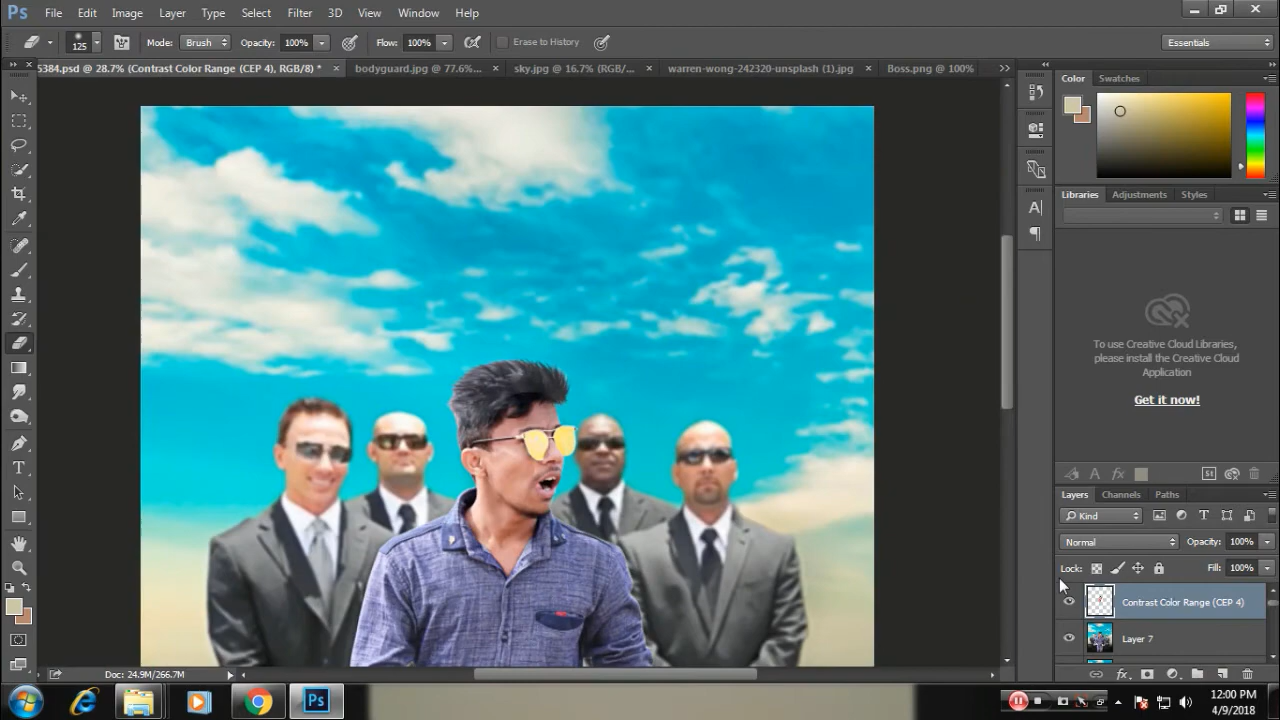 Ps File Edit Image Layer Type Select Filter 3D View Window Help
125 Mode: Brush Opacity: 100% Flow: 100% Erase to History Essentials
5384.psd @ 28.7% (Contrast Color Range (CEP 4), RGB/8) * × bodyguard.jpg @ 77.6%... × sky.jpg @ 16.7% (RGB/... × warren-wong-242320-unsplash (1).jpg × Boss.png @ 100%
Color Swatches
Libraries Adjustments Styles
To use Creative Cloud Libraries,
please install the Creative Cloud
Application
Get it now!
Layers Channels Paths
Kind
Normal Opacity: 100%
Lock: Fill: 100%
Contrast Color Range (CEP 4)
Layer 7
Doc: 24.9M/266.7M
Ps
12:00 PM
4/9/2018